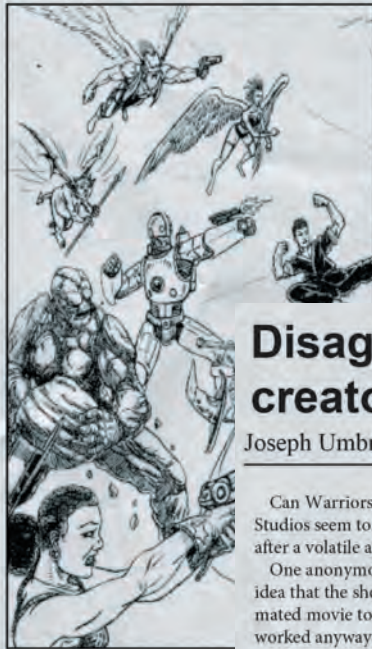 Disag
creato
Joseph Umbr
Can Warriors
Studios seem to
after a volatile a
One anonymo
idea that the sho
mated movie to
worked anyway